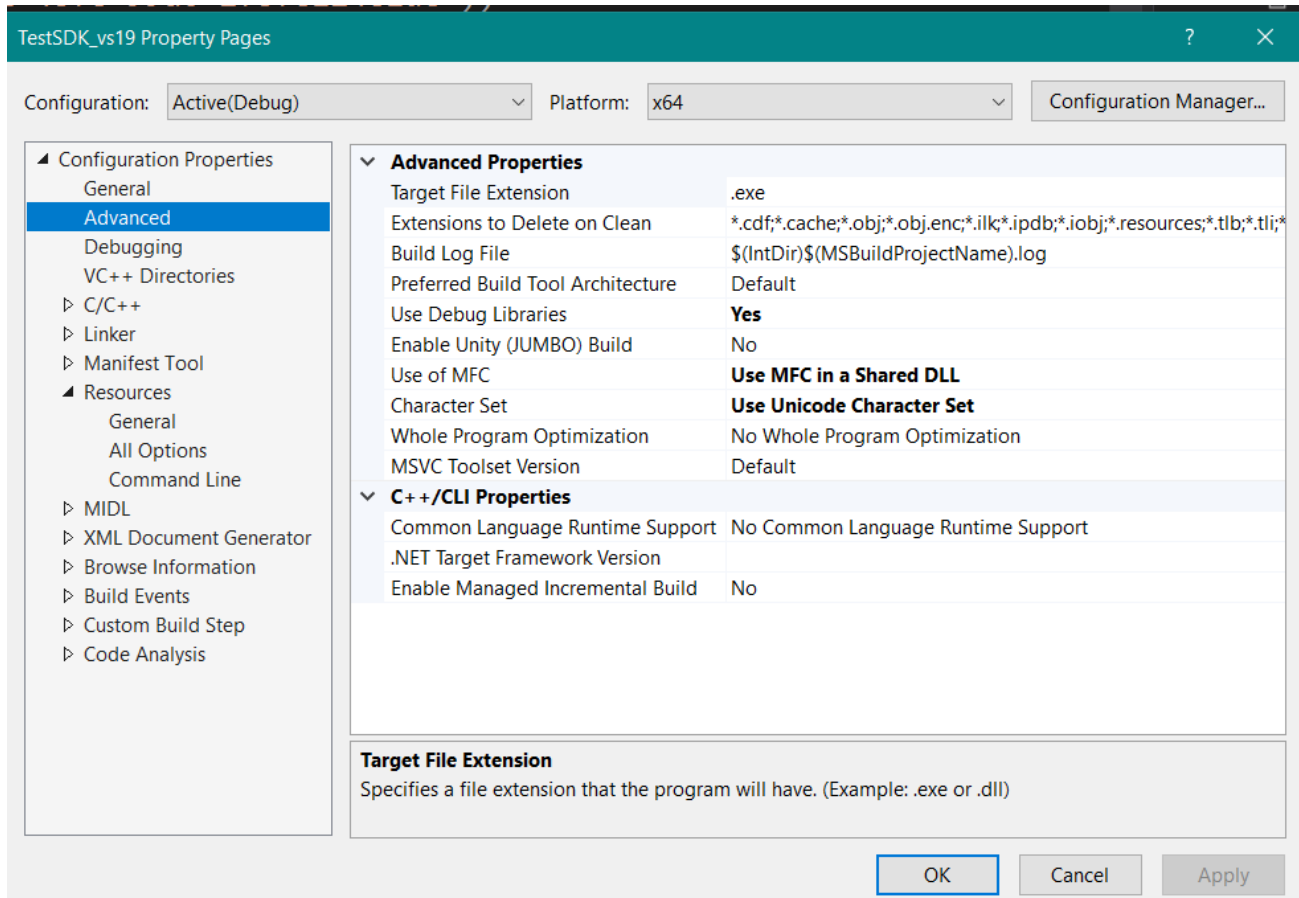 TestSDK_vs19 Property Pages
?
Configuration: Active(Debug) Platform: x64 Configuration Manager...
Configuration Properties
General
Advanced
Debugging
VC++ Directories
C/C++
Linker
Manifest Tool
Resources
General
All Options
Command Line
MIDL
XML Document Generator
Browse Information
Build Events
Custom Build Step
Code Analysis
Advanced Properties
Target File Extension .exe
Extensions to Delete on Clean *.cdf;*.cache;*.obj;*.obj.enc;*.ilk;*.ipdb;*.iobj;*.resources;*.tlb;*.tli;*
Build Log File $(IntDir)$(MSBuildProjectName).log
Preferred Build Tool Architecture Default
Use Debug Libraries Yes
Enable Unity (JUMBO) Build No
Use of MFC Use MFC in a Shared DLL
Character Set Use Unicode Character Set
Whole Program Optimization No Whole Program Optimization
MSVC Toolset Version Default
C++/CLI Properties
Common Language Runtime Support No Common Language Runtime Support
.NET Target Framework Version
Enable Managed Incremental Build No
Target File Extension
Specifies a file extension that the program will have. (Example: .exe or .dll)
OK Cancel Apply